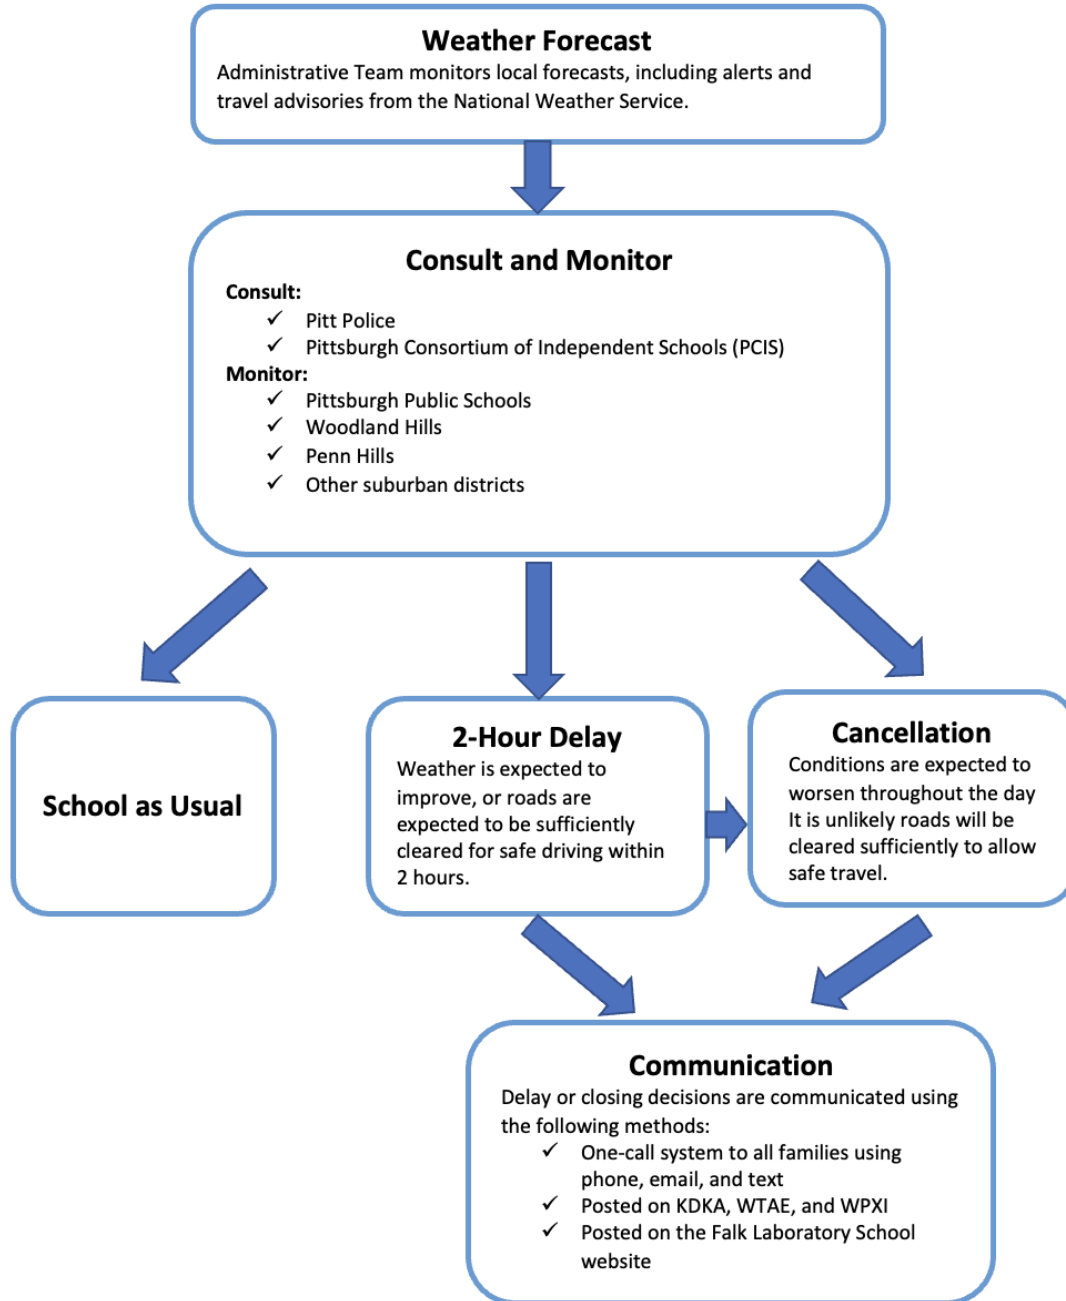 Weather Forecast
Administrative Team monitors local forecasts, including alerts and
travel advisories from the National Weather Service.
Consult and Monitor
Consult:
✓ Pitt Police
✓ Pittsburgh Consortium of Independent Schools (PCIS)
Monitor:
✓ Pittsburgh Public Schools
✓ Woodland Hills
✓ Penn Hills
✓ Other suburban districts
School as Usual
2-Hour Delay
Weather is expected to
improve, or roads are
expected to be sufficiently
cleared for safe driving within
2 hours.
Cancellation
Conditions are expected to
worsen throughout the day
It is unlikely roads will be
cleared sufficiently to allow
safe travel.
Communication
Delay or closing decisions are communicated using
the following methods:
✓ One-call system to all families using
phone, email, and text
✓ Posted on KDKA, WTAE, and WPXI
✓ Posted on the Falk Laboratory School
website